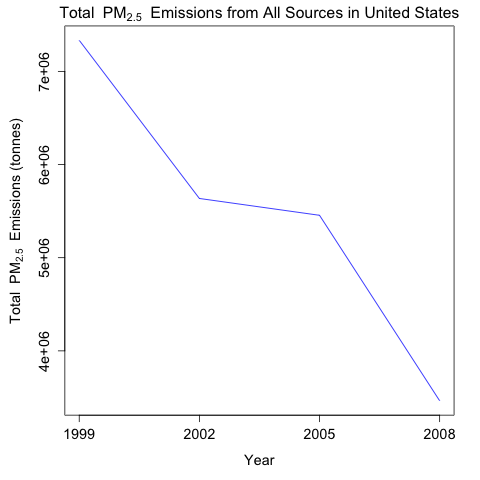 Total PM2.5 Emissions from All Sources in United States
Total PM2.5 Emissions (tonnes)
7e+06
6e+06
5e+06
4e+06
1999 2002 2005 2008
Year